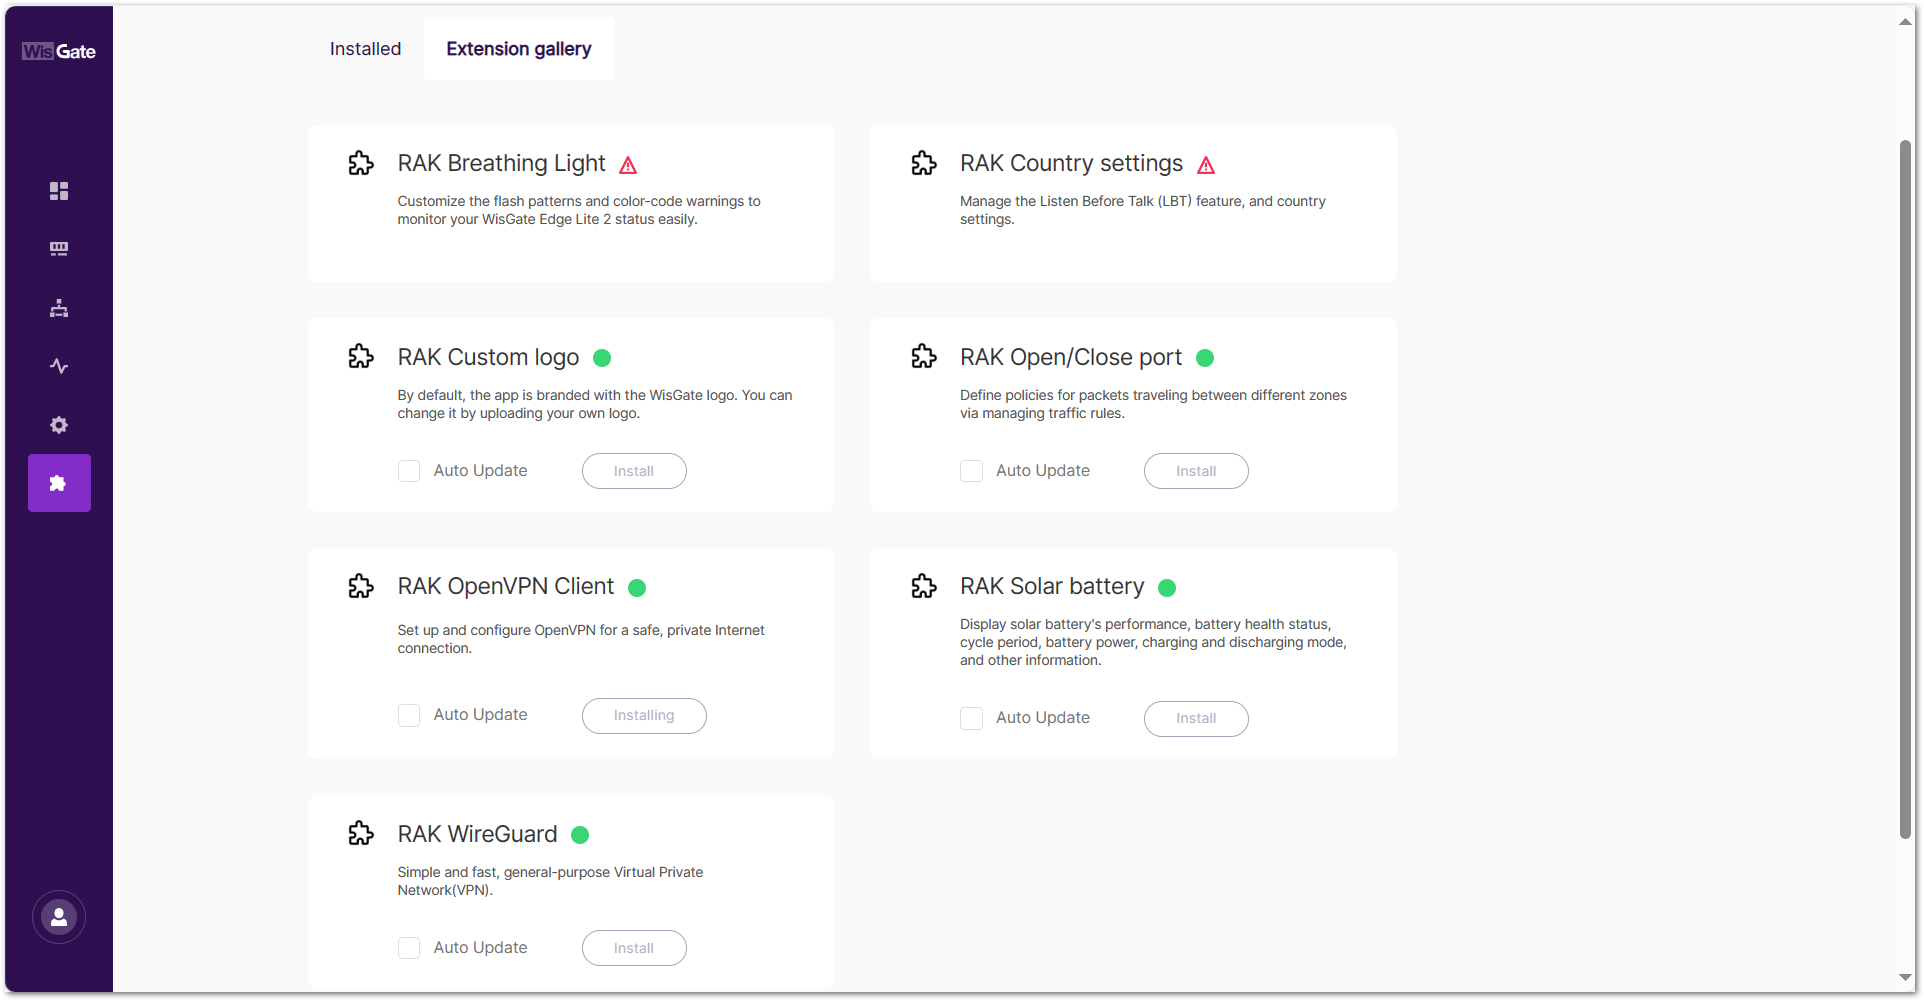 WisGate
Installed
Extension gallery
RAK Breathing Light
Customize the flash patterns and color-code warnings to
monitor your WisGate Edge Lite 2 status easily.
RAK Country settings
Manage the Listen Before Talk (LBT) feature, and country
settings.
RAK Custom logo
By default, the app is branded with the WisGate logo. You can
change it by uploading your own logo.
Auto Update
Install
RAK Open/Close port
Define policies for packets traveling between different zones
via managing traffic rules.
Auto Update
Install
RAK OpenVPN Client
Set up and configure OpenVPN for a safe, private Internet
connection.
Auto Update
Installing
RAK Solar battery
Display solar battery's performance, battery health status,
cycle period, battery power, charging and discharging mode,
and other information.
Auto Update
Install
RAK WireGuard
Simple and fast, general-purpose Virtual Private
Network(VPN).
Auto Update
Install